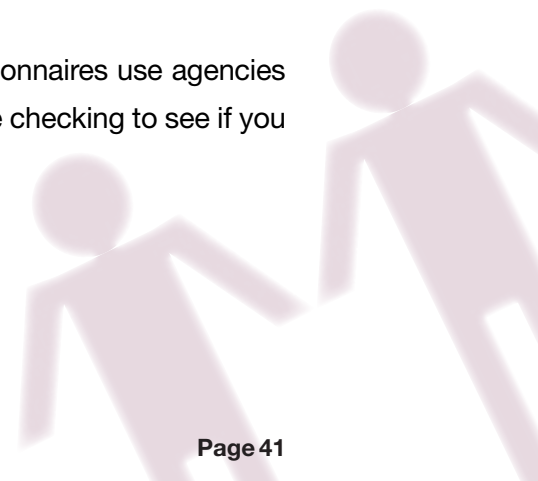 onnaires use agencies
checking to see if you
Page 41